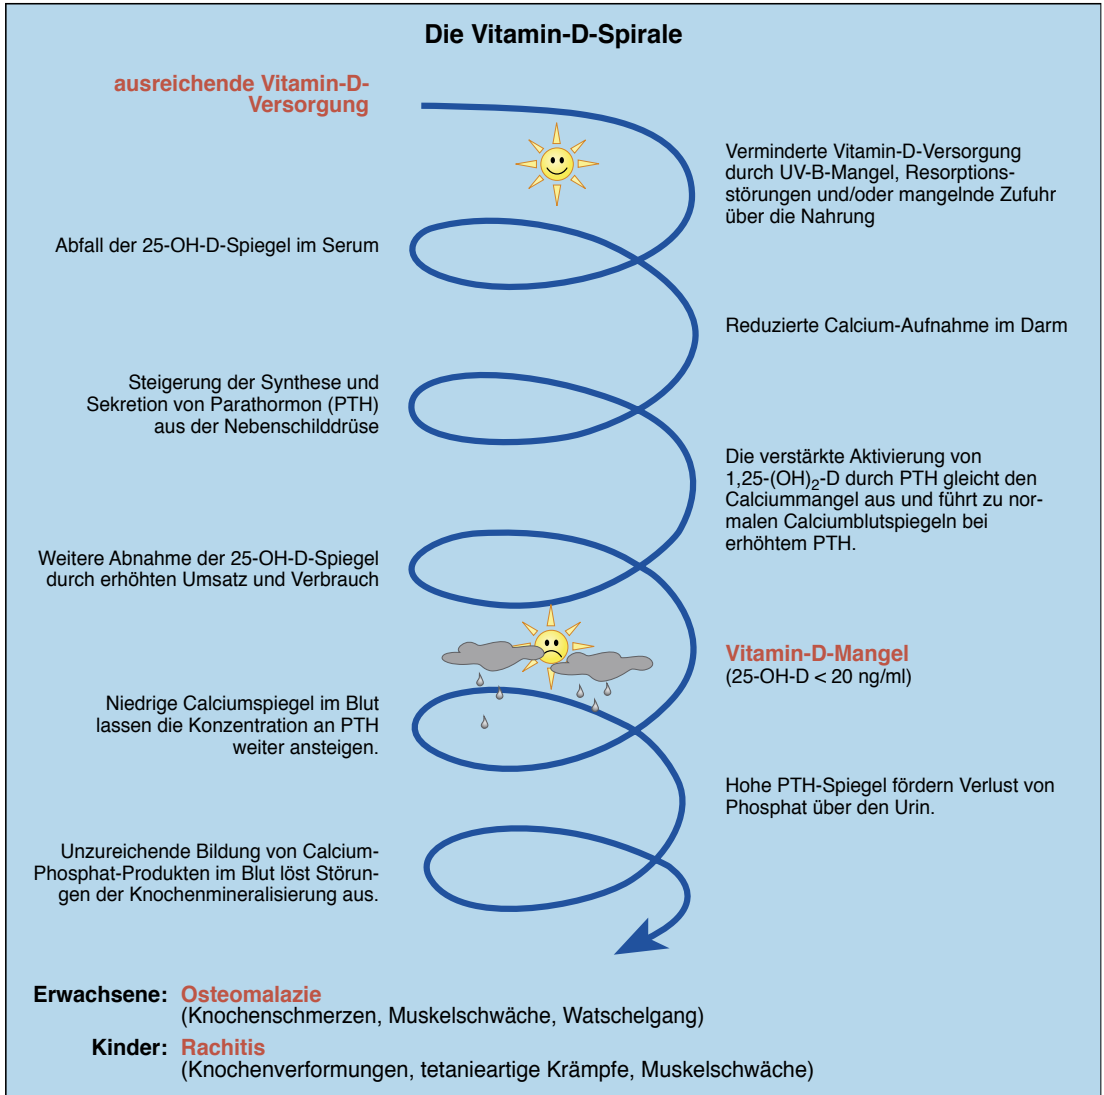 Die Vitamin-D-Spirale
ausreichende Vitamin-D-
Versorgung
Verminderte Vitamin-D-Versorgung
durch UV-B-Mangel, Resorptions-
störungen und/oder mangelnde Zufuhr
über die Nahrung
Abfall der 25-OH-D-Spiegel im Serum
Reduzierte Calcium-Aufnahme im Darm
Steigerung der Synthese und
Sekretion von Parathormon (PTH)
aus der Nebenschilddrüse
Die verstärkte Aktivierung von
1,25-(OH)₂-D durch PTH gleicht den
Calciummangel aus und führt zu nor-
malen Calciumblutspiegeln bei
erhöhtem PTH.
Weitere Abnahme der 25-OH-D-Spiegel
durch erhöhten Umsatz und Verbrauch
Vitamin-D-Mangel
(25-OH-D < 20 ng/ml)
Niedrige Calciumspiegel im Blut
lassen die Konzentration an PTH
weiter ansteigen.
Hohe PTH-Spiegel fördern Verlust von
Phosphat über den Urin.
Unzureichende Bildung von Calcium-
Phosphat-Produkten im Blut löst Störun-
gen der Knochenmineralisierung aus.
Erwachsene: Osteomalazie
(Knochenschmerzen, Muskelschwäche, Watschelgang)
Kinder: Rachitis
(Knochenverformungen, tetanieartige Krämpfe, Muskelschwäche)